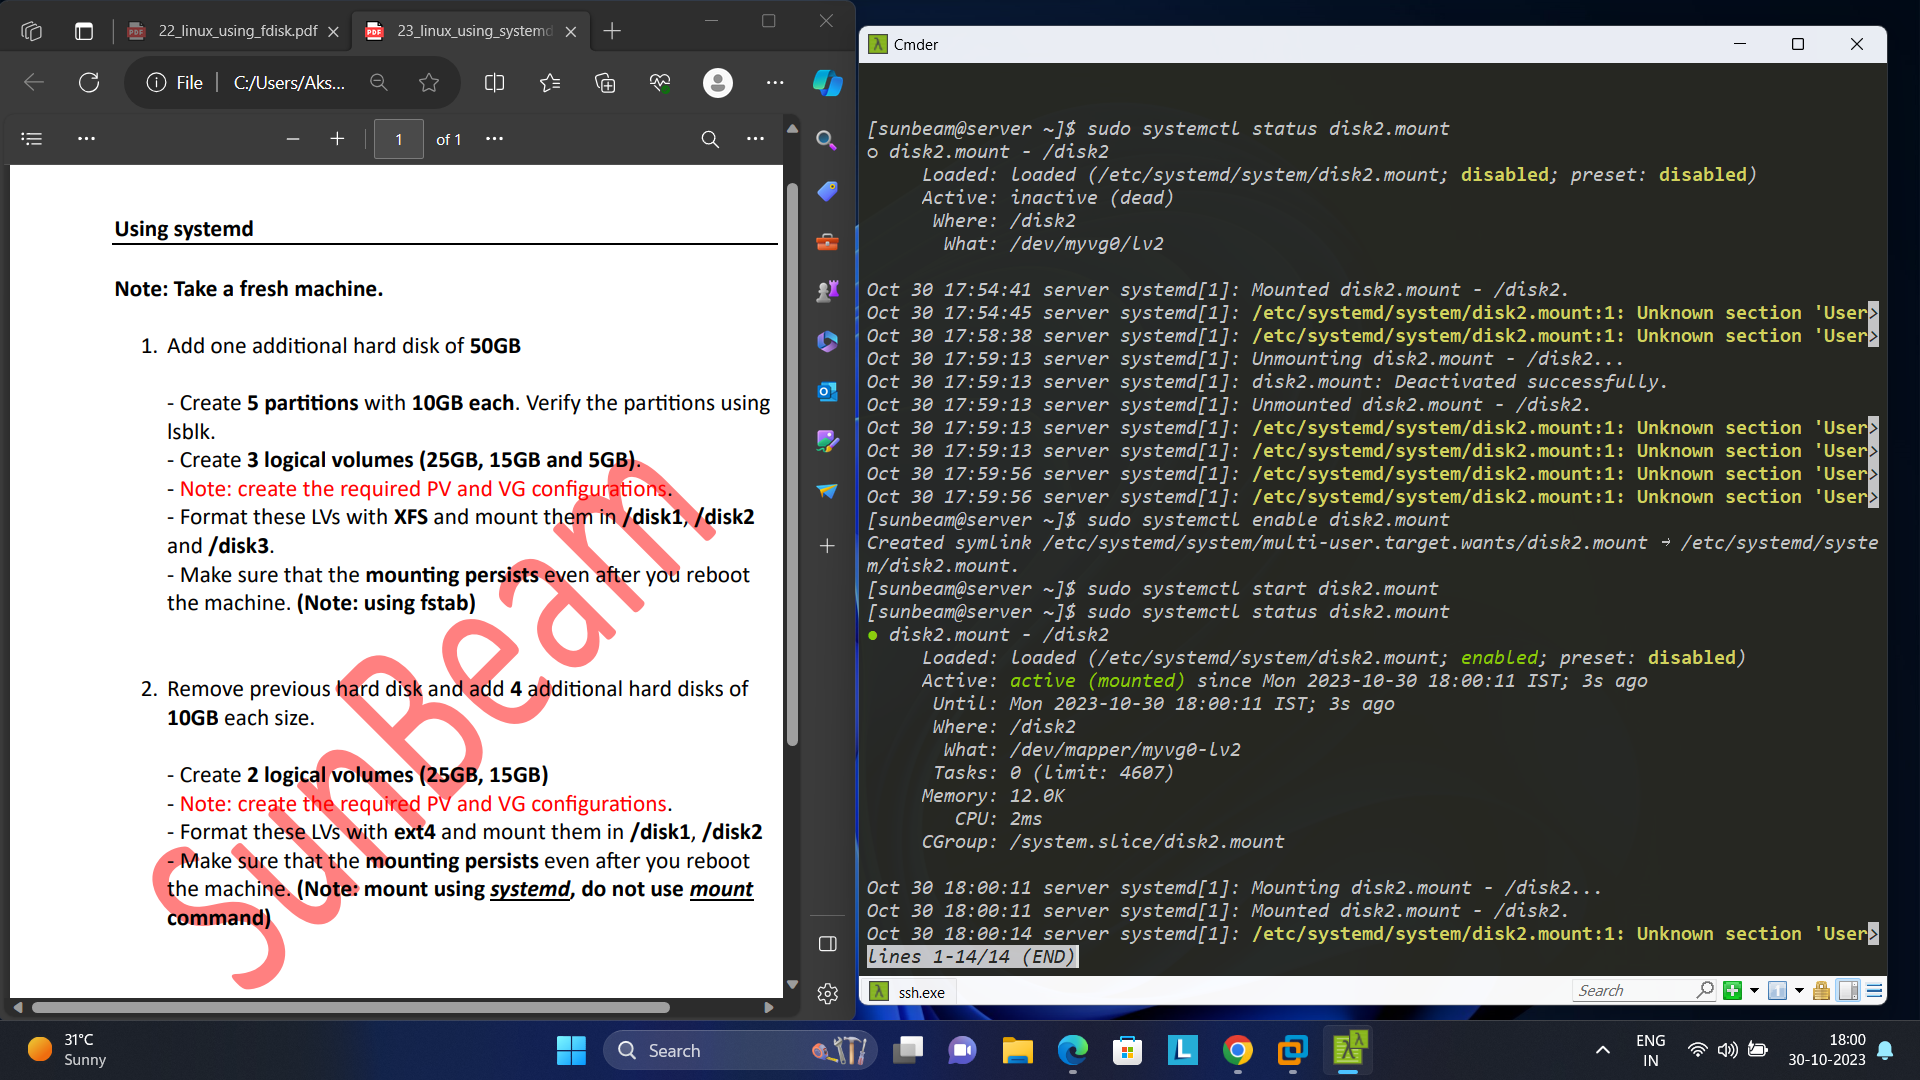 22_linux_using_fdisk.pdf
23_linux_using_systemd
File
C:/Users/Aks...
1
of 1
Using systemd
Note: Take a fresh machine.
1. Add one additional hard disk of 50GB
- Create 5 partitions with 10GB each. Verify the partitions using
lsblk.
- Create 3 logical volumes (25GB, 15GB and 5GB).
- Note: create the required PV and VG configurations.
- Format these LVs with XFS and mount them in /disk1, /disk2
and /disk3.
- Make sure that the mounting persists even after you reboot
the machine. (Note: using fstab)
2. Remove previous hard disk and add 4 additional hard disks of
10GB each size.
- Create 2 logical volumes (25GB, 15GB)
- Note: create the required PV and VG configurations.
- Format these LVs with ext4 and mount them in /disk1, /disk2
- Make sure that the mounting persists even after you reboot
the machine. (Note: mount using systemd, do not use mount
command)
SunBeam
Cmder
[sunbeam@server ~]$ sudo systemctl status disk2.mount
○ disk2.mount - /disk2
Loaded: loaded (/etc/systemd/system/disk2.mount; disabled; preset: disabled)
Active: inactive (dead)
Where: /disk2
What: /dev/myvg0/lv2
Oct 30 17:54:41 server systemd[1]: Mounted disk2.mount - /disk2.
Oct 30 17:54:45 server systemd[1]: /etc/systemd/system/disk2.mount:1: Unknown section 'User>
Oct 30 17:58:38 server systemd[1]: /etc/systemd/system/disk2.mount:1: Unknown section 'User>
Oct 30 17:59:13 server systemd[1]: Unmounting disk2.mount - /disk2...
Oct 30 17:59:13 server systemd[1]: disk2.mount: Deactivated successfully.
Oct 30 17:59:13 server systemd[1]: Unmounted disk2.mount - /disk2.
Oct 30 17:59:13 server systemd[1]: /etc/systemd/system/disk2.mount:1: Unknown section 'User>
Oct 30 17:59:13 server systemd[1]: /etc/systemd/system/disk2.mount:1: Unknown section 'User>
Oct 30 17:59:56 server systemd[1]: /etc/systemd/system/disk2.mount:1: Unknown section 'User>
Oct 30 17:59:56 server systemd[1]: /etc/systemd/system/disk2.mount:1: Unknown section 'User>
[sunbeam@server ~]$ sudo systemctl enable disk2.mount
Created symlink /etc/systemd/system/multi-user.target.wants/disk2.mount → /etc/systemd/syste
m/disk2.mount.
[sunbeam@server ~]$ sudo systemctl start disk2.mount
[sunbeam@server ~]$ sudo systemctl status disk2.mount
● disk2.mount - /disk2
Loaded: loaded (/etc/systemd/system/disk2.mount; enabled; preset: disabled)
Active: active (mounted) since Mon 2023-10-30 18:00:11 IST; 3s ago
Until: Mon 2023-10-30 18:00:11 IST; 3s ago
Where: /disk2
What: /dev/mapper/myvg0-lv2
Tasks: 0 (limit: 4607)
Memory: 12.0K
CPU: 2ms
CGroup: /system.slice/disk2.mount
Oct 30 18:00:11 server systemd[1]: Mounting disk2.mount - /disk2...
Oct 30 18:00:11 server systemd[1]: Mounted disk2.mount - /disk2.
Oct 30 18:00:14 server systemd[1]: /etc/systemd/system/disk2.mount:1: Unknown section 'User>
lines 1-14/14 (END)
ssh.exe
Search
31°C
Sunny
Search
ENG
IN
18:00
30-10-2023